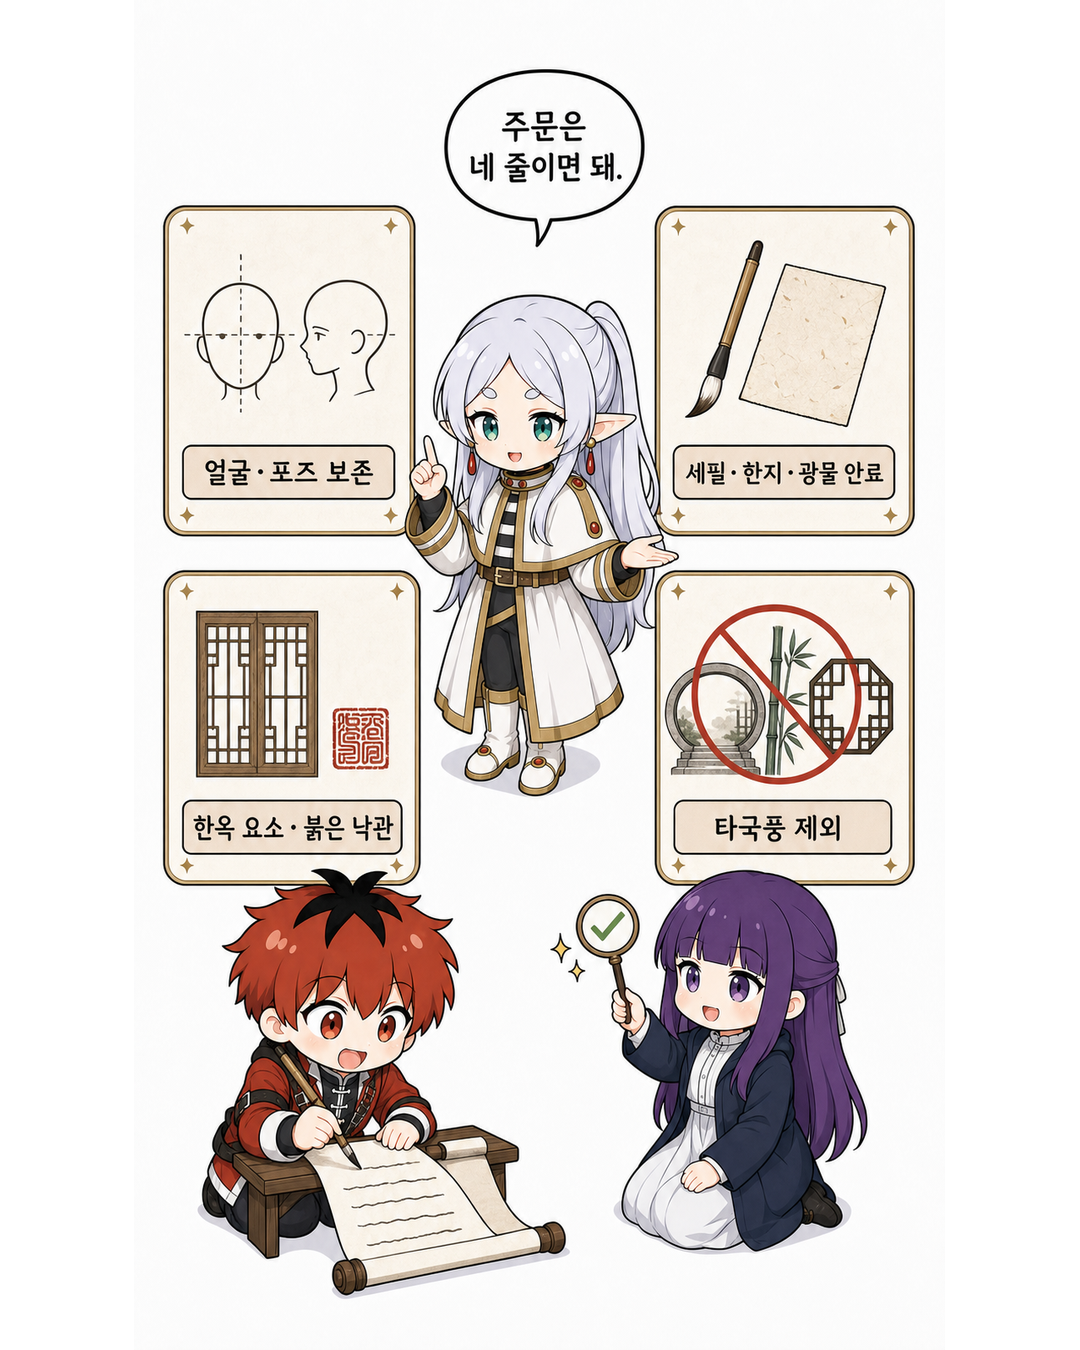 주문은
네 줄이면 돼.
얼굴·포즈 보존
세필·한지·광물 안료
한옥 요소·붉은 낙관
타국풍 제외